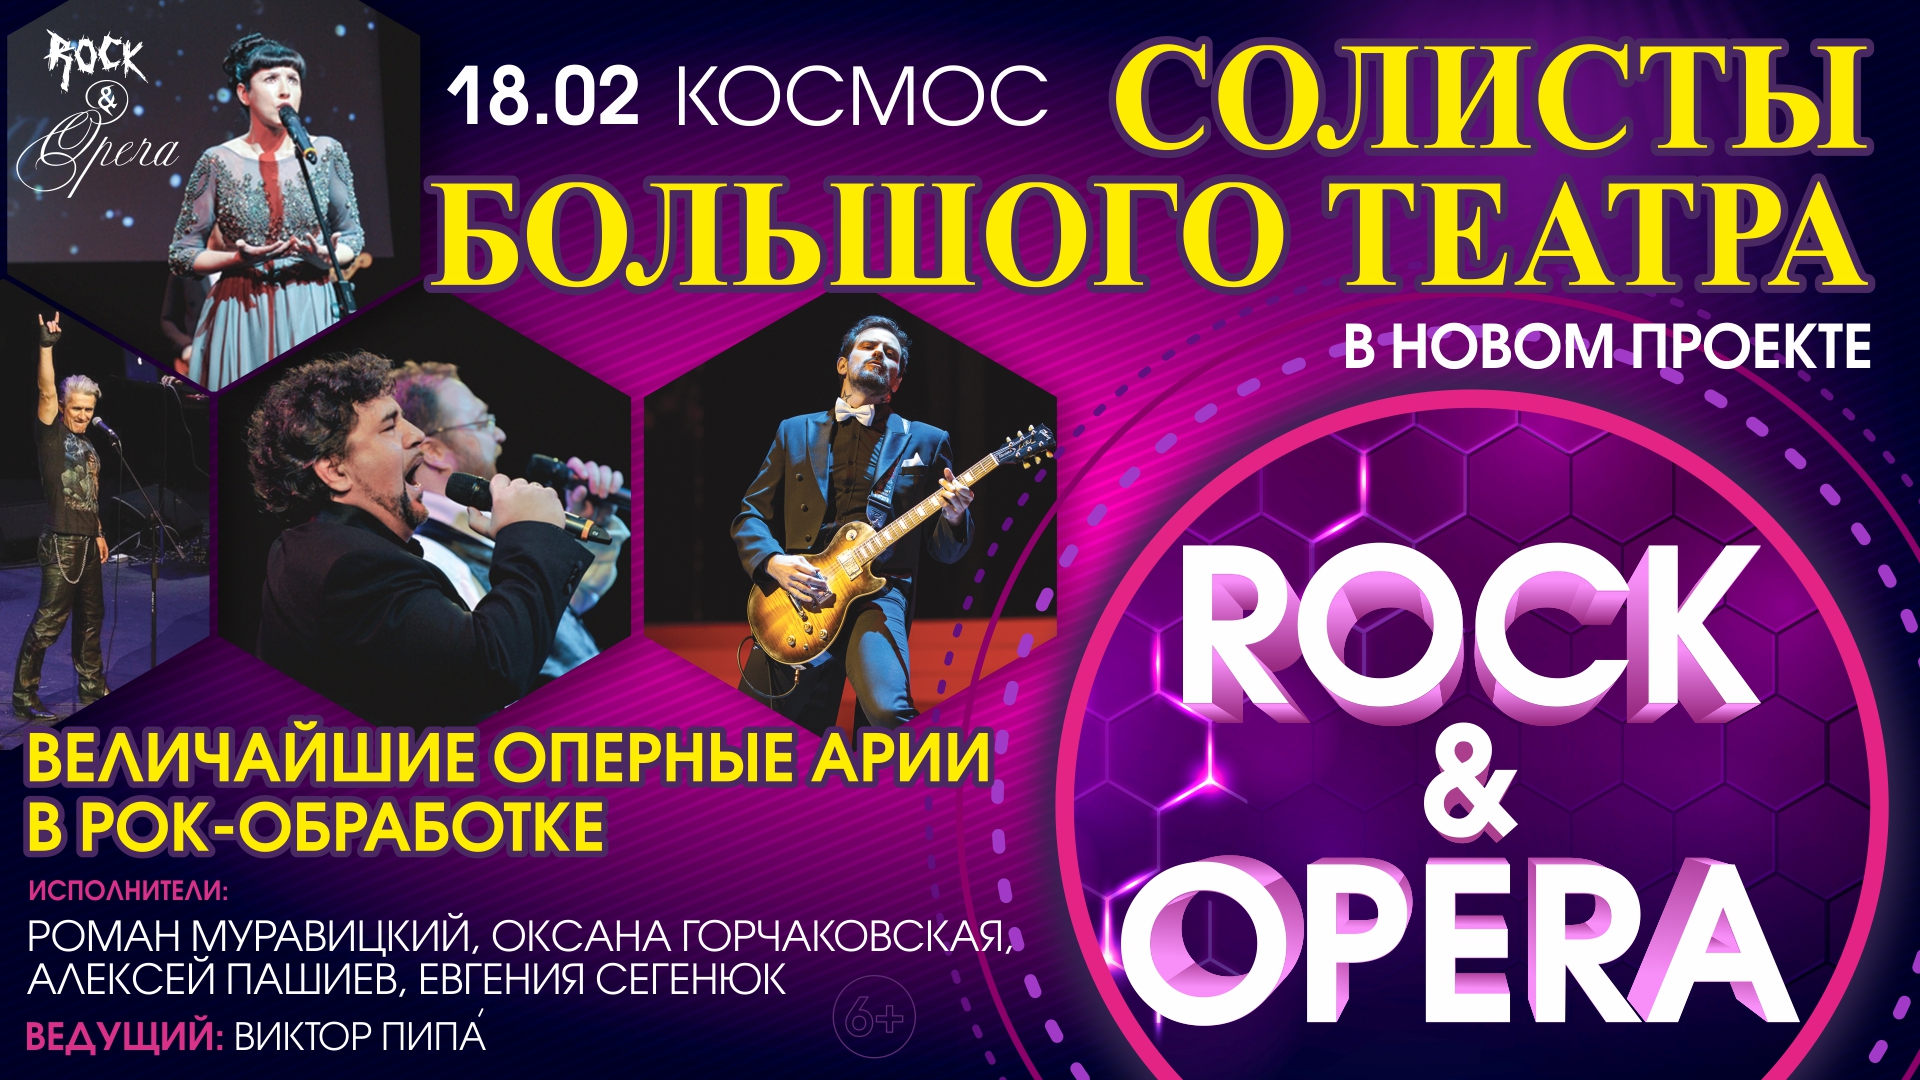 ROCK
&
Opera
18.02 КОСМОС
СОЛИСТЫ
БОЛЬШОГО ТЕАТРА
В НОВОМ ПРОЕКТЕ
ROCK
&
OPERA
ВЕЛИЧАЙШИЕ ОПЕРНЫЕ АРИИ
В РОК-ОБРАБОТКЕ
ИСПОЛНИТЕЛИ:
РОМАН МУРАВИЦКИЙ, ОКСАНА ГОРЧАКОВСКАЯ,
АЛЕКСЕЙ ПАШИЕВ, ЕВГЕНИЯ СЕГЕНЮК
ВЕДУЩИЙ: ВИКТОР ПИПА́
6+